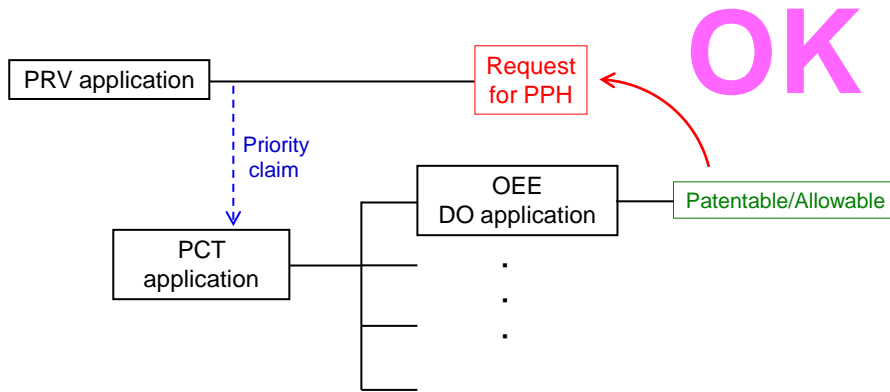 OK
PRV application
Request
for PPH
Priority
claim
OEE
DO application
Patentable/Allowable
PCT
application